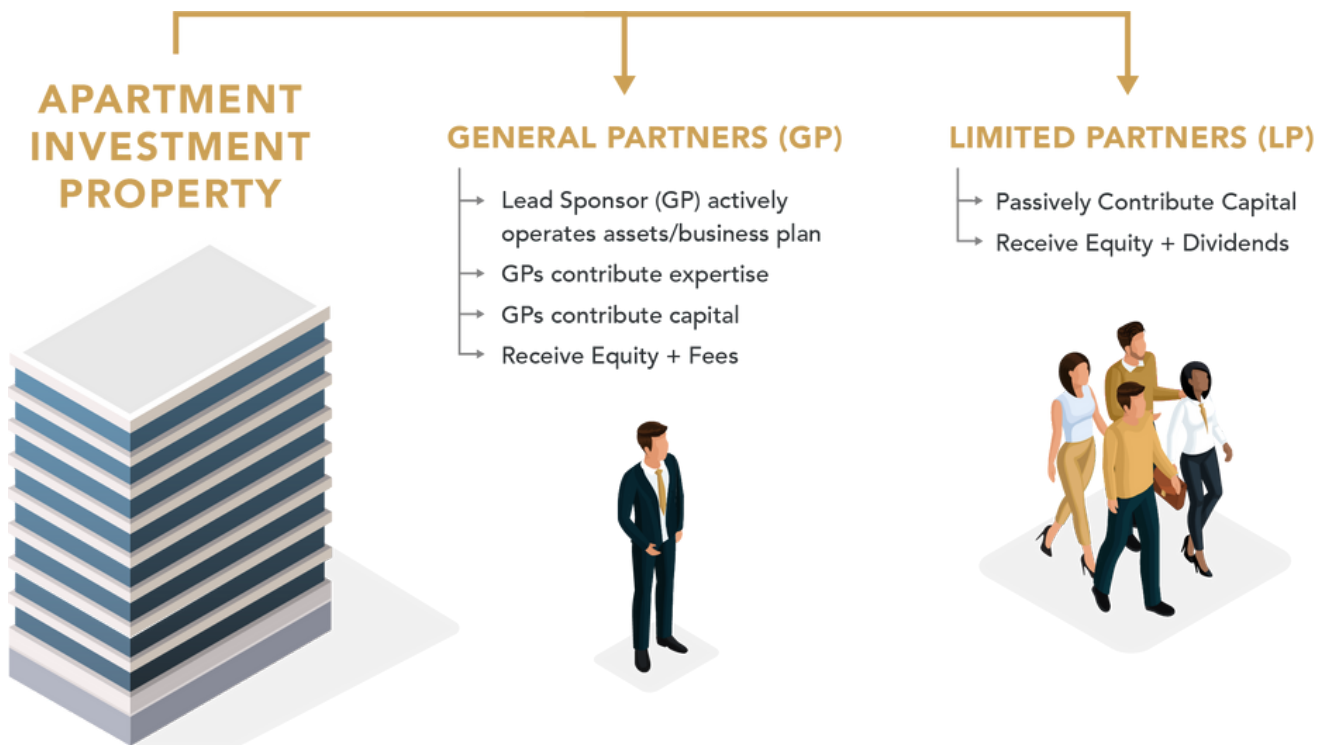 APARTMENT
INVESTMENT
PROPERTY
GENERAL PARTNERS (GP)
Lead Sponsor (GP) actively
operates assets/business plan
GPs contribute expertise
GPs contribute capital
Receive Equity + Fees
LIMITED PARTNERS (LP)
Passively Contribute Capital
Receive Equity + Dividends